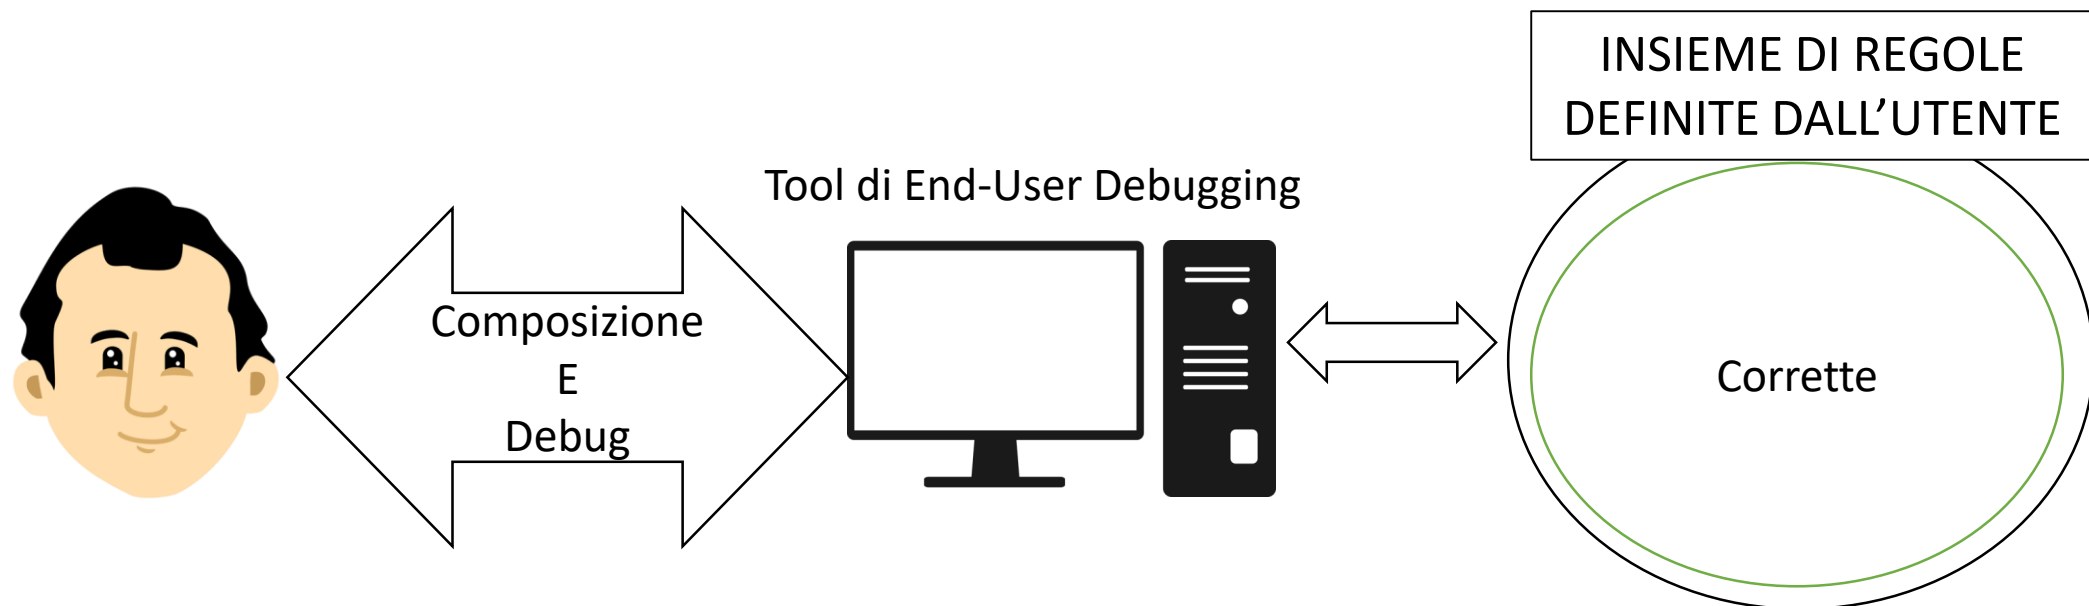 INSIEME DI REGOLE
DEFINITE DALL’UTENTE
Tool di End-User Debugging
Composizione
E
Debug
Corrette